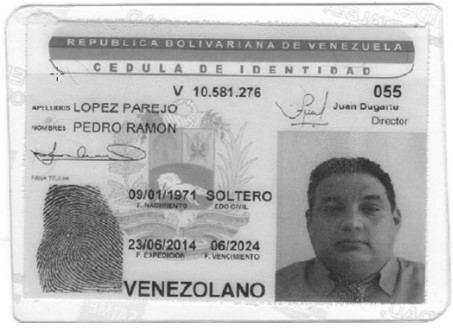 REPUBLICA BOLIVARIANA DE VENEZUELA
CEDULA DE IDENTIDAD
V 10.581.276 055
APELLIDOS LOPEZ PAREJO
Juan Dugarte
Director
NOMBRES PEDRO RAMON
FIRMA TITULAR
09/01/1971 SOLTERO
F. NACIMIENTO EDO CIVIL
23/06/2014 06/2024
F. EXPEDICION F. VENCIMIENTO
VENEZOLANO